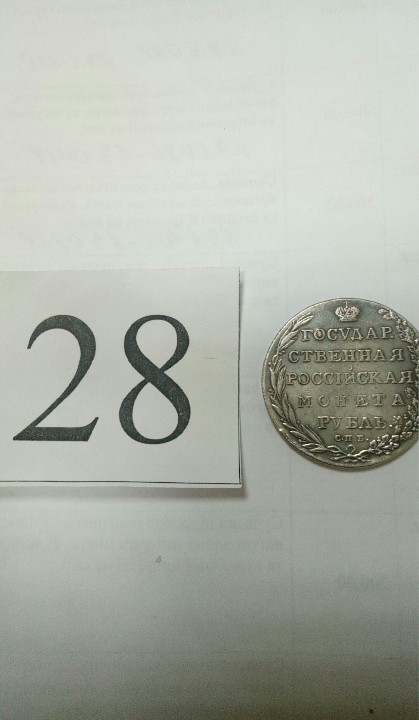 28
ГОСУДАР
СТВЕННАЯ
РОССІЙСКАЯ
МОНЕТА
РУБЛЬ.
С.П.Б.